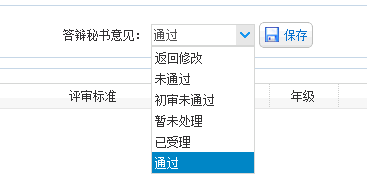 答辩秘书意见： 通过 保存
返回修改
未通过
初审未通过
暂未处理
已受理
通过
评审标准 年级